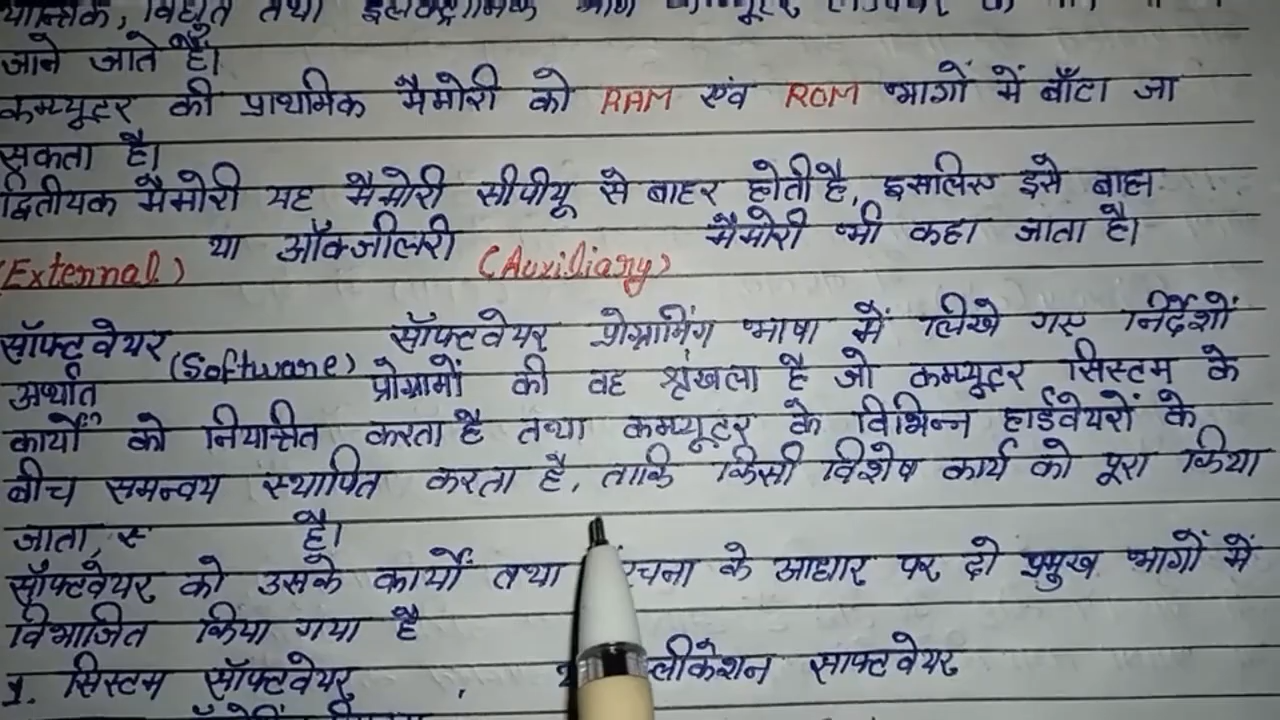 यान्त्रिक, विद्युत तथा इलेक्ट्रॉनिक भाग
जाने जाते हैं।
कम्प्यूटर की प्राथमिक मैमोरी को RAM एंव ROM भागों में बाँटा जा
सकता है।
द्वितीयक मैमोरी यह मैमोरी सीपीयू से बाहर होती है, इसलिए इसे बाह्य
(External) या ऑक्जीलरी (Auxiliary) मैमोरी भी कहा जाता है।
सॉफ्टवेयर (Software) सॉफ्टवेयर प्रोग्रामिंग भाषा में लिखे गए निर्देशों
अर्थात प्रोग्रामों की वह श्रृंखला है जो कम्प्यूटर सिस्टम के
कार्यों को नियन्त्रित करता है तथा कम्प्यूटर के विभिन्न हार्डवेयरों के
बीच समन्वय स्थापित करता है, ताकि किसी विशेष कार्य को पूरा किया
जाता है।
सॉफ्टवेयर को उसके कार्यों तथा रचना के आधार पर दो प्रमुख भागों में
विभाजित किया गया है
1. सिस्टम सॉफ्टवेयर, लीकेशन साफ्टवेयर